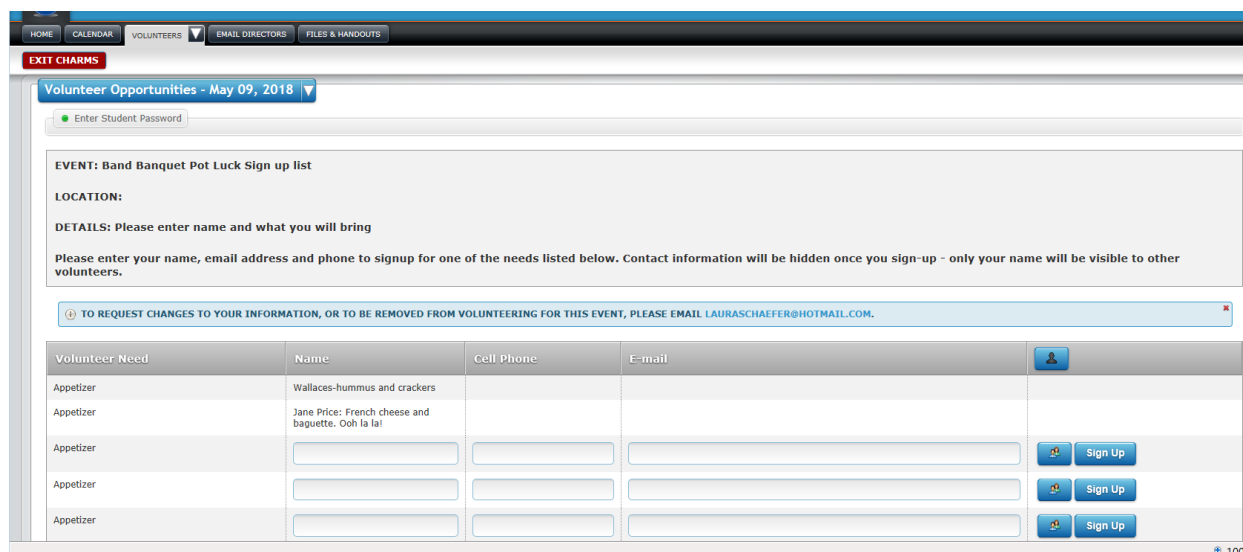 HOME CALENDAR VOLUNTEERS EMAIL DIRECTORS FILES & HANDOUTS
EXIT CHARMS
Volunteer Opportunities - May 09, 2018
Enter Student Password
EVENT: Band Banquet Pot Luck Sign up list
LOCATION:
DETAILS: Please enter name and what you will bring
Please enter your name, email address and phone to signup for one of the needs listed below. Contact information will be hidden once you sign-up - only your name will be visible to other
volunteers.
TO REQUEST CHANGES TO YOUR INFORMATION, OR TO BE REMOVED FROM VOLUNTEERING FOR THIS EVENT, PLEASE EMAIL LAURASCHAEFER@HOTMAIL.COM.
Volunteer Need Name Cell Phone E-mail
Appetizer Wallaces-hummus and crackers
Appetizer Jane Price: French cheese and
baguette. Ooh la la!
Appetizer Sign Up
Appetizer Sign Up
Appetizer Sign Up